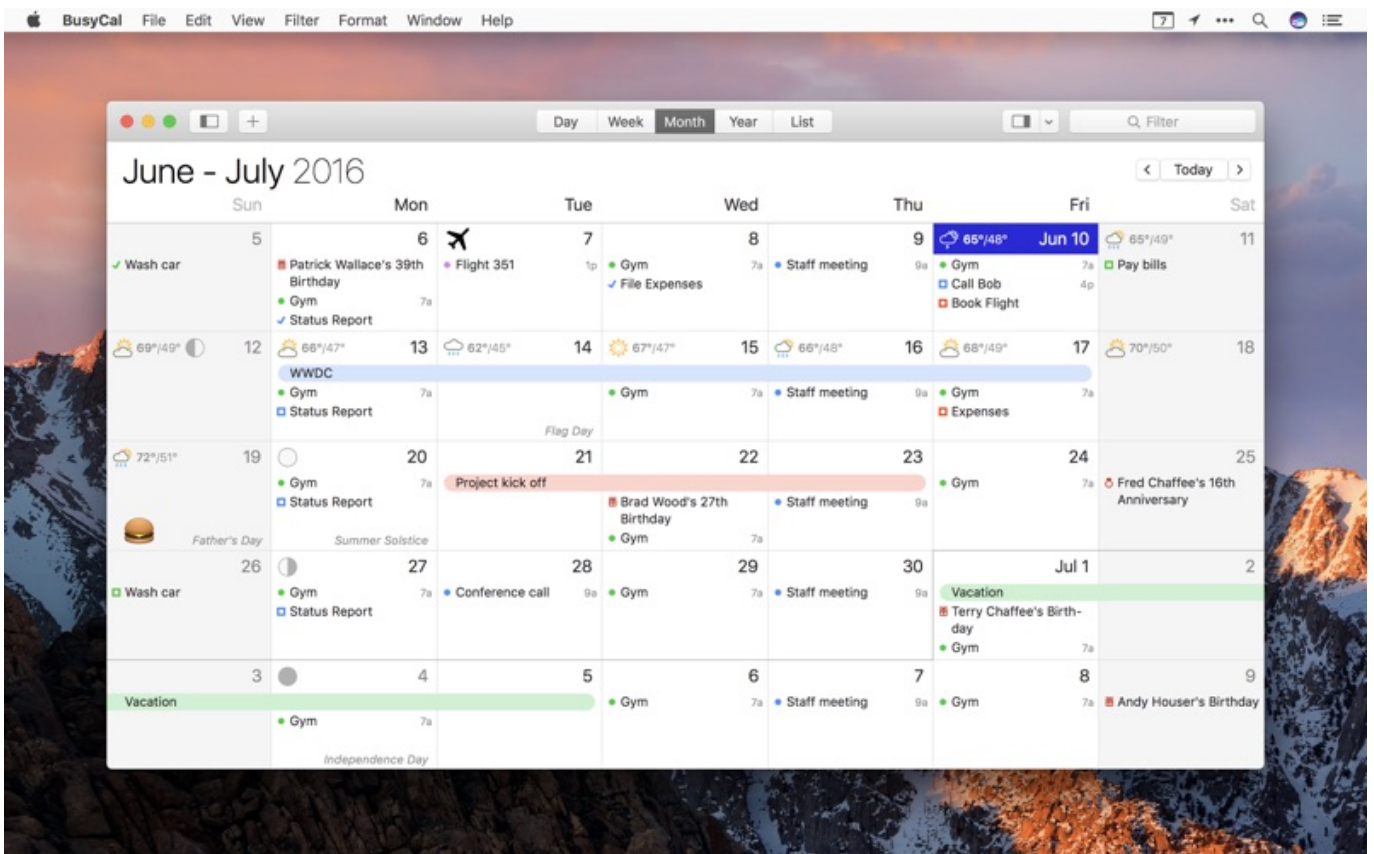 BusyCal File Edit View Filter Format Window Help 7
Day Week Month Year List Filter
June - July 2016 Today
Sun Mon Tue Wed Thu Fri Sat
5 6 7 8 9 65°/48° Jun 10 65°/49° 11
Wash car
Patrick Wallace's 39th
Birthday
Gym 7a
Status Report
Flight 351 1p
Gym 7a
File Expenses
Staff meeting 9a
Gym 7a
Call Bob 4p
Book Flight
Pay bills
69°/49° 12 66°/47° 13 62°/45° 14 67°/47° 15 66°/48° 16 68°/49° 17 70°/50° 18
WWDC
Gym 7a
Status Report
Flag Day
Gym 7a
Staff meeting 9a
Gym 7a
Expenses
72°/51° 19 20 21 22 23 24 25
Father's Day
Gym 7a
Status Report
Summer Solstice
Project kick off
Brad Wood's 27th
Birthday
Gym 7a
Staff meeting 9a
Gym 7a
Fred Chaffee's 16th
Anniversary
26 27 28 29 30 Jul 1 2
Wash car
Gym 7a
Status Report
Conference call 9a
Gym 7a
Staff meeting 9a
Vacation
Terry Chaffee's Birth-
day
Gym 7a
3 4 5 6 7 8 9
Vacation
Gym 7a
Independence Day
Gym 7a
Staff meeting 9a
Gym 7a
Andy Houser's Birthday